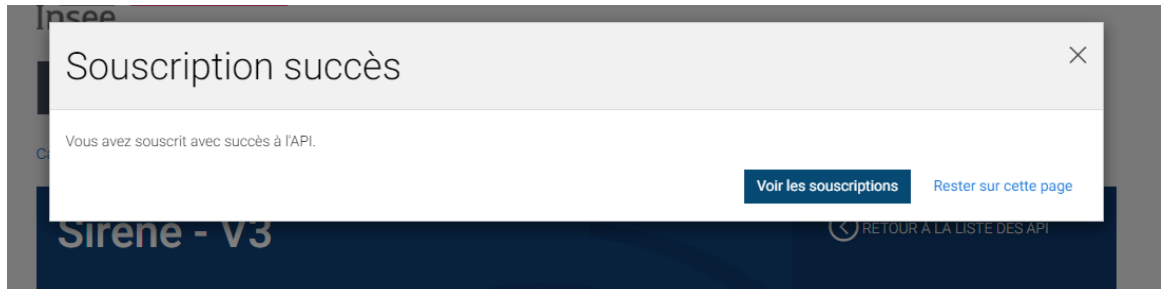 Insee
Souscription succès
Vous avez souscrit avec succès à l'API.
Voir les souscriptions
Rester sur cette page
Sirene - V3
RETOUR À LA LISTE DES API